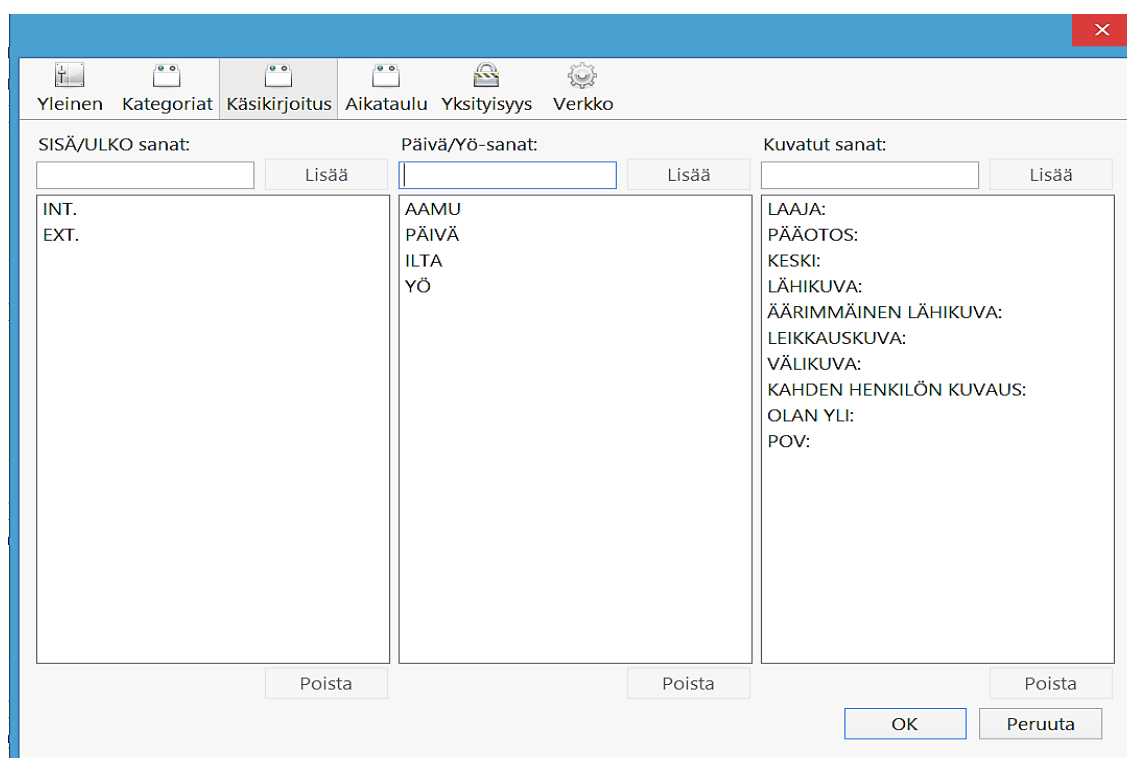 Yleinen Kategoriat Käsikirjoitus Aikataulu Yksityisyys Verkko
SISÄ/ULKO sanat:
Lisää
INT.
EXT.
Poista
Päivä/Yö-sanat:
Lisää
AAMU
PÄIVÄ
ILTA
YÖ
Poista
Kuvatut sanat:
Lisää
LAAJA:
PÄÄOTOS:
KESKI:
LÄHIKUVA:
ÄÄRIMMÄINEN LÄHIKUVA:
LEIKKAUSKUVA:
VÄLIKUVA:
KAHDEN HENKILÖN KUVAUS:
OLAN YLI:
POV:
Poista
OK Peruuta